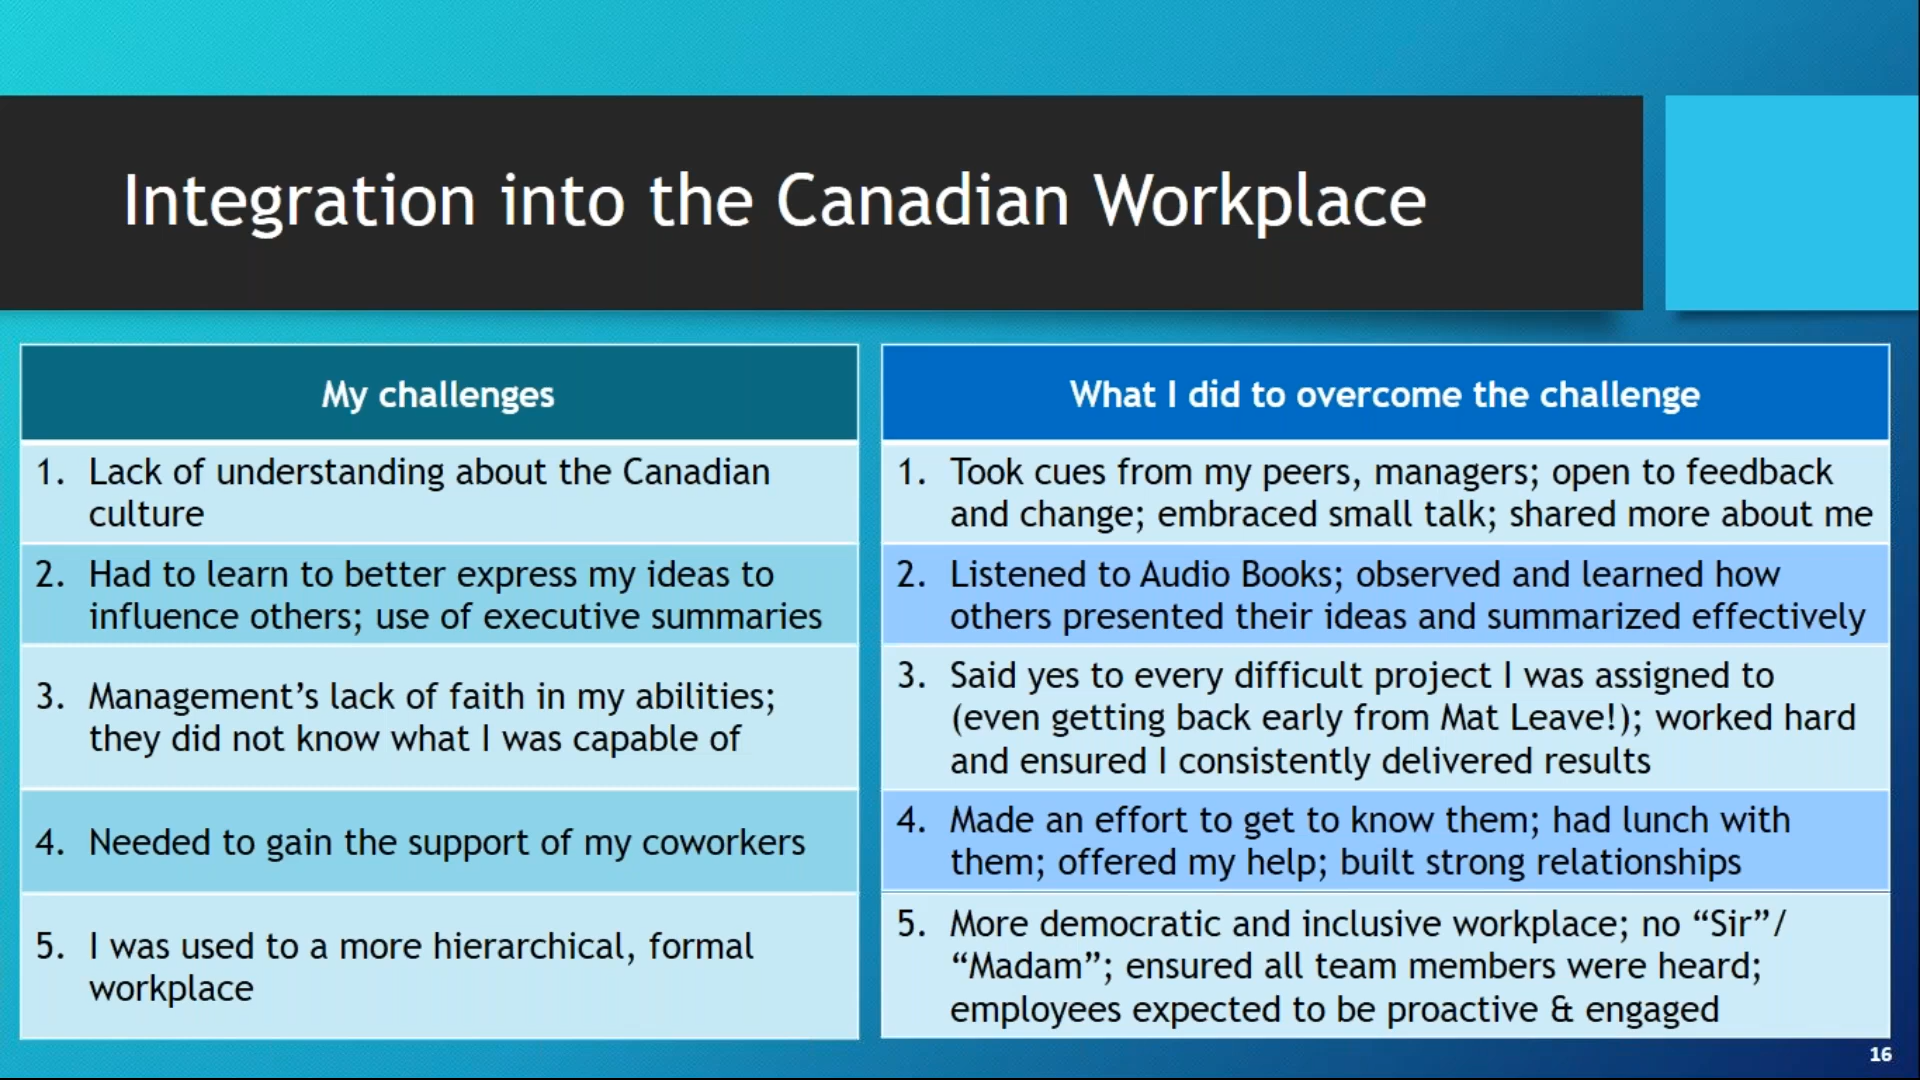 Integration into the Canadian Workplace
My challenges
1. Lack of understanding about the Canadian
culture
2. Had to learn to better express my ideas to
influence others; use of executive summaries
3. Management’s lack of faith in my abilities;
they did not know what I was capable of
4. Needed to gain the support of my coworkers
5. I was used to a more hierarchical, formal
workplace
What I did to overcome the challenge
1. Took cues from my peers, managers; open to feedback
and change; embraced small talk; shared more about me
2. Listened to Audio Books; observed and learned how
others presented their ideas and summarized effectively
3. Said yes to every difficult project I was assigned to
(even getting back early from Mat Leave!); worked hard
and ensured I consistently delivered results
4. Made an effort to get to know them; had lunch with
them; offered my help; built strong relationships
5. More democratic and inclusive workplace; no “Sir”/
“Madam”; ensured all team members were heard;
employees expected to be proactive & engaged
16